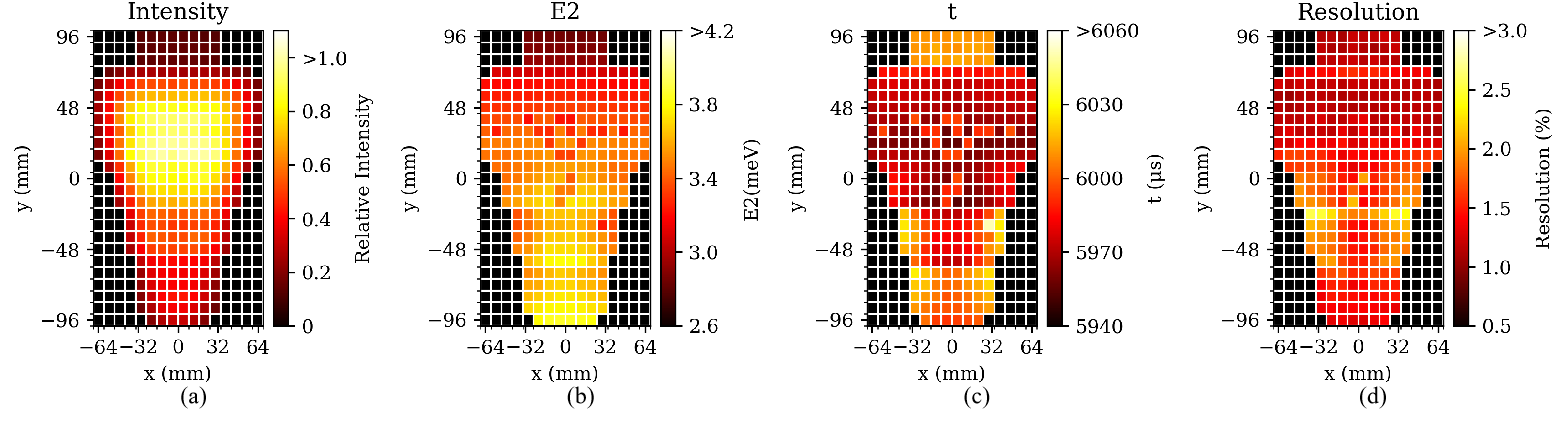 Intensity
96
48
0
−48
−96
−64 −32 0 32 64
y (mm)
x (mm)
>1.0
0.8
0.6
0.4
0.2
0
Relative Intensity
(a)
E2
96
48
0
−48
−96
−64 −32 0 32 64
y (mm)
x (mm)
>4.2
3.8
3.4
3.0
2.6
E2(meV)
(b)
t
96
48
0
−48
−96
−64 −32 0 32 64
y (mm)
x (mm)
>6060
6030
6000
5970
5940
t (μs)
(c)
Resolution
96
48
0
−48
−96
−64 −32 0 32 64
y (mm)
x (mm)
>3.0
2.5
2.0
1.5
1.0
0.5
Resolution (%)
(d)